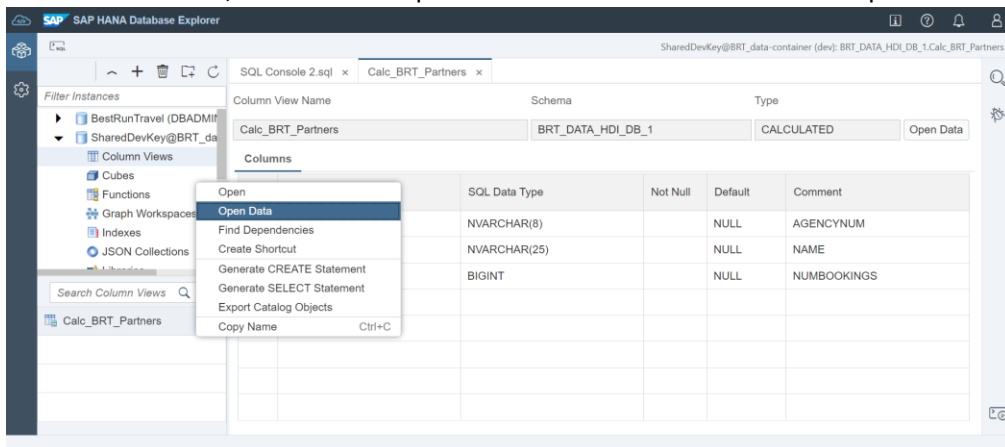 SAP SAP HANA Database Explorer
SharedDevKey@BRT_data-container (dev): BRT_DATA_HDI_DB_1.Calc_BRT_Partners
SQL Console 2.sql × Calc_BRT_Partners ×
Filter Instances
Column View Name Schema Type
BestRunTravel (DBADMIN
Calc_BRT_Partners BRT_DATA_HDI_DB_1 CALCULATED Open Data
SharedDevKey@BRT_da
Column Views
Columns
Cubes
Functions
Graph Workspaces
Indexes
JSON Collections
Search Column Views
Calc_BRT_Partners
Open
Open Data
Find Dependencies
Create Shortcut
Generate CREATE Statement
Generate SELECT Statement
Export Catalog Objects
Copy Name Ctrl+C
SQL Data Type Not Null Default Comment
NVARCHAR(8) NULL AGENCYNUM
NVARCHAR(25) NULL NAME
BIGINT NULL NUMBOOKINGS